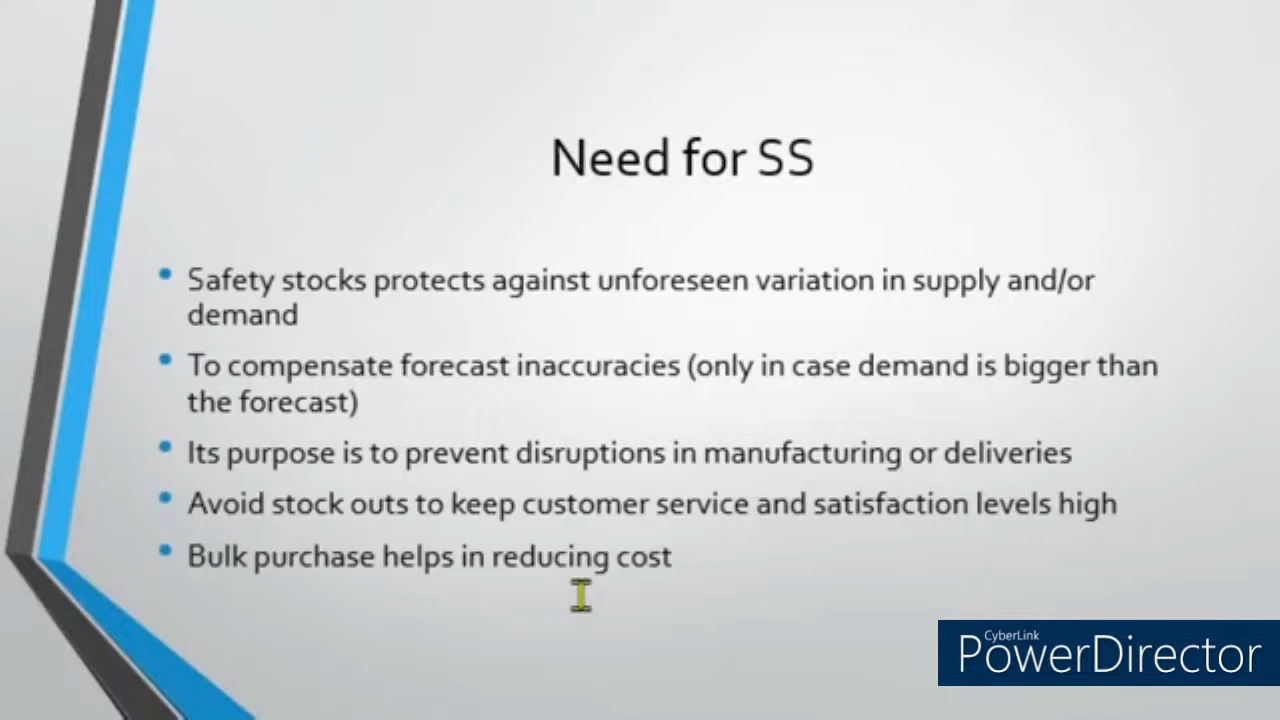 Need for SS
• Safety stocks protects against unforeseen variation in supply and/or
demand
• To compensate forecast inaccuracies (only in case demand is bigger than
the forecast)
• Its purpose is to prevent disruptions in manufacturing or deliveries
• Avoid stock outs to keep customer service and satisfaction levels high
• Bulk purchase helps in reducing cost
CyberLink
PowerDirector